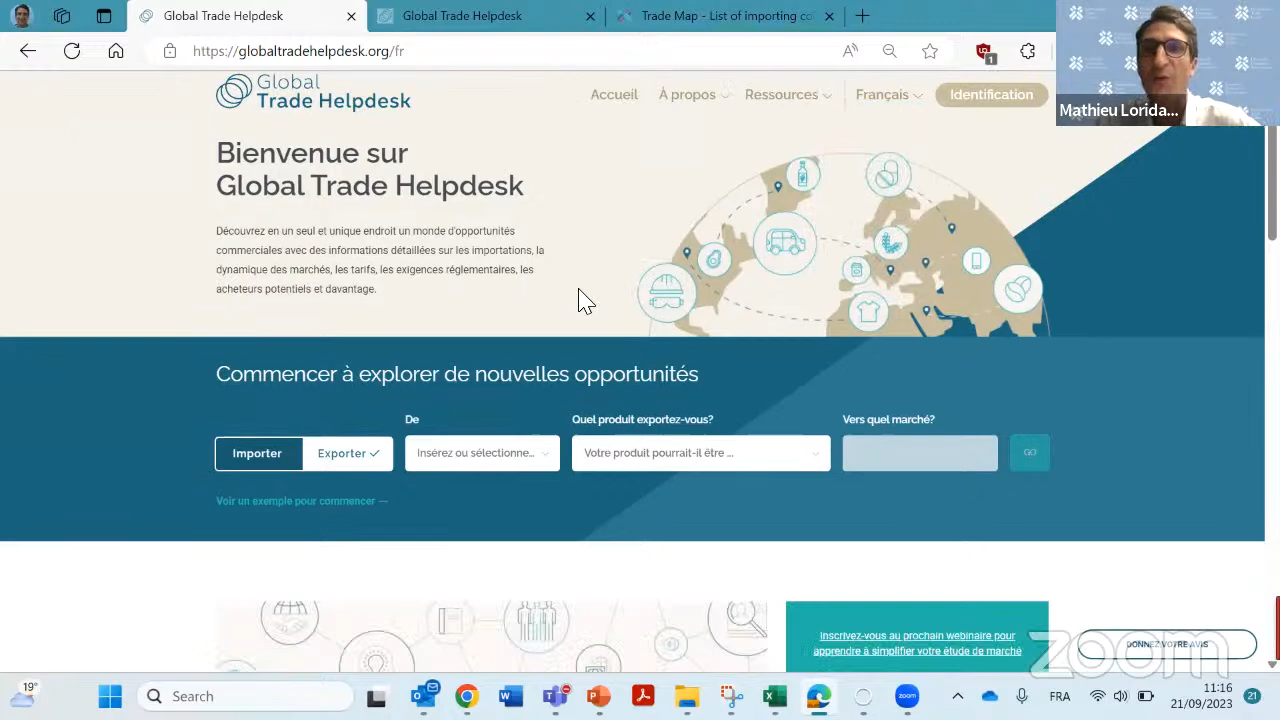 Global Trade Helpdesk
Global Trade Helpdesk
Trade Map - List of importing co
https://globaltradehelpdesk.org/fr
1
Mathieu Lorida...
Global
Trade Helpdesk
Accueil
À propos
Ressources
Français
Identification
Bienvenue sur
Global Trade Helpdesk
Découvrez en un seul et unique endroit un monde d'opportunités
commerciales avec des informations détaillées sur les importations, la
dynamique des marchés, les tarifs, les exigences réglementaires, les
acheteurs potentiels et davantage.
Commencer à explorer de nouvelles opportunités
De
Quel produit exportez-vous?
Vers quel marché?
Importer
Exporter
Insérez ou sélectionne...
Votre produit pourrait-il être ...
GO
Voir un exemple pour commencer
Inscrivez-vous au prochain webinaire pour
apprendre à simplifier votre étude de marché
DONNEZ VOTRE AVIS
zoom
19°
Search
zoom
FRA
11:16
21/09/2023
21